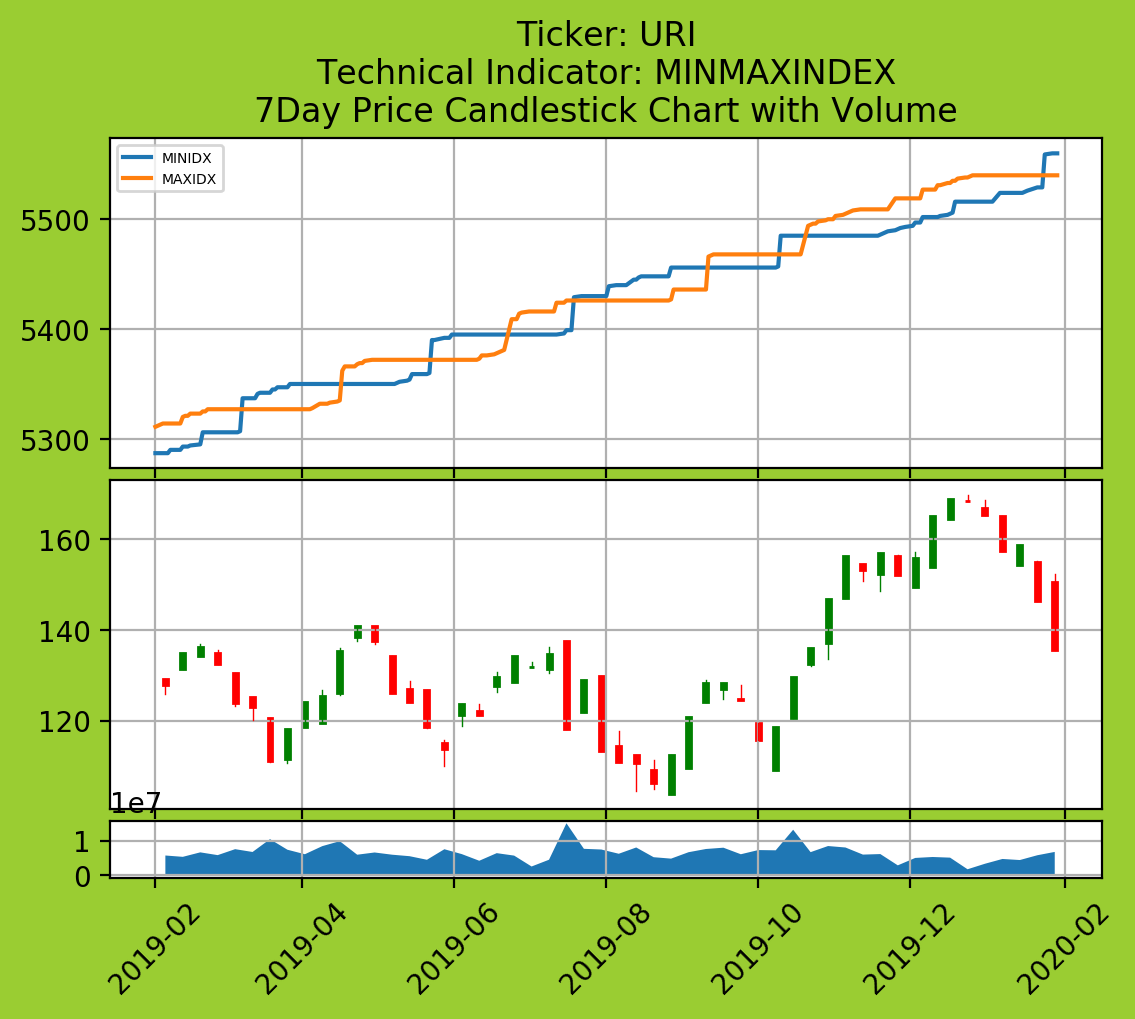 Ticker: URI
Technical Indicator: MINMAXINDEX
7Day Price Candlestick Chart with Volume
MINIDX
MAXIDX
5500
5400
5300
160
140
120
1e7
1
0
2019-02
2019-04
2019-06
2019-08
2019-10
2019-12
2020-02